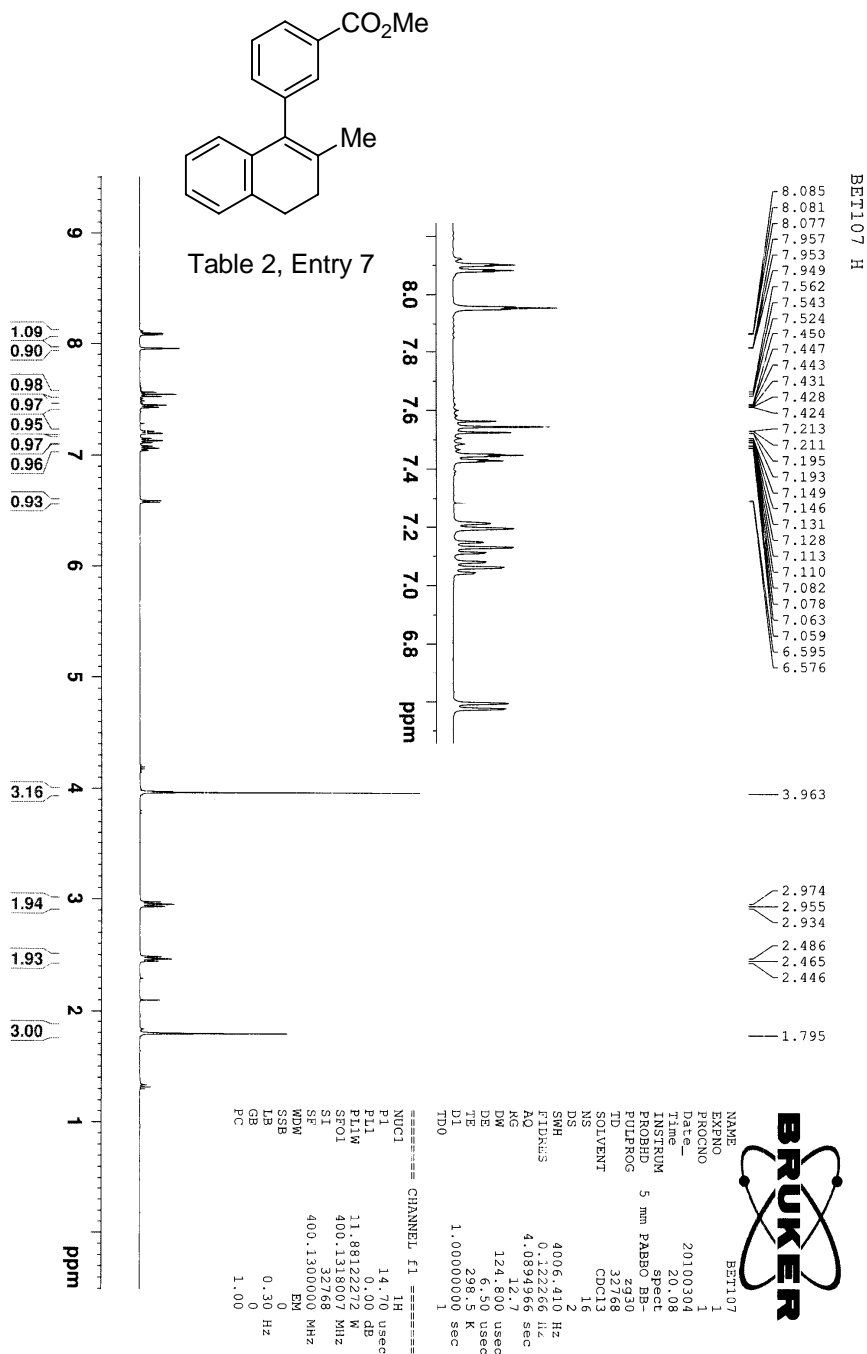 CO2Me
Me
Table 2, Entry 7
BET107 H
8.085
8.081
8.077
7.957
7.953
7.949
7.562
7.543
7.524
7.450
7.447
7.443
7.431
7.428
7.424
7.213
7.211
7.195
7.193
7.149
7.146
7.131
7.128
7.113
7.110
7.082
7.078
7.063
7.059
6.595
6.576
3.963
2.974
2.955
2.934
2.486
2.465
2.446
1.795
8.0
7.8
7.6
7.4
7.2
7.0
6.8
ppm
9
8
7
6
5
4
3
2
1
ppm
1.09
0.90
0.98
0.97
0.95
0.97
0.96
0.93
3.16
1.94
1.93
3.00
BRUKER
NAME BET107
EXPNO 1
PROCNO 1
Date_ 20100304
Time 20.08
INSTRUM spect
PROBHD 5 mm PABBO BB-
PULPROG zg30
TD 32768
SOLVENT CDCl3
NS 16
DS 2
SWH 4006.410 Hz
FIDRES 0.122266 Hz
AQ 4.0894966 sec
RG 12.7
DW 124.800 usec
DE 6.50 usec
TE 298.5 K
D1 1.00000000 sec
TD0 1
======== CHANNEL f1 ========
NUC1 1H
P1 14.70 usec
PL1 0.00 dB
PL1W 11.88122272 W
SFO1 400.1318007 MHz
SI 32768
SF 400.1300000 MHz
WDW EM
SSB 0
LB 0.30 Hz
GB 0
PC 1.00